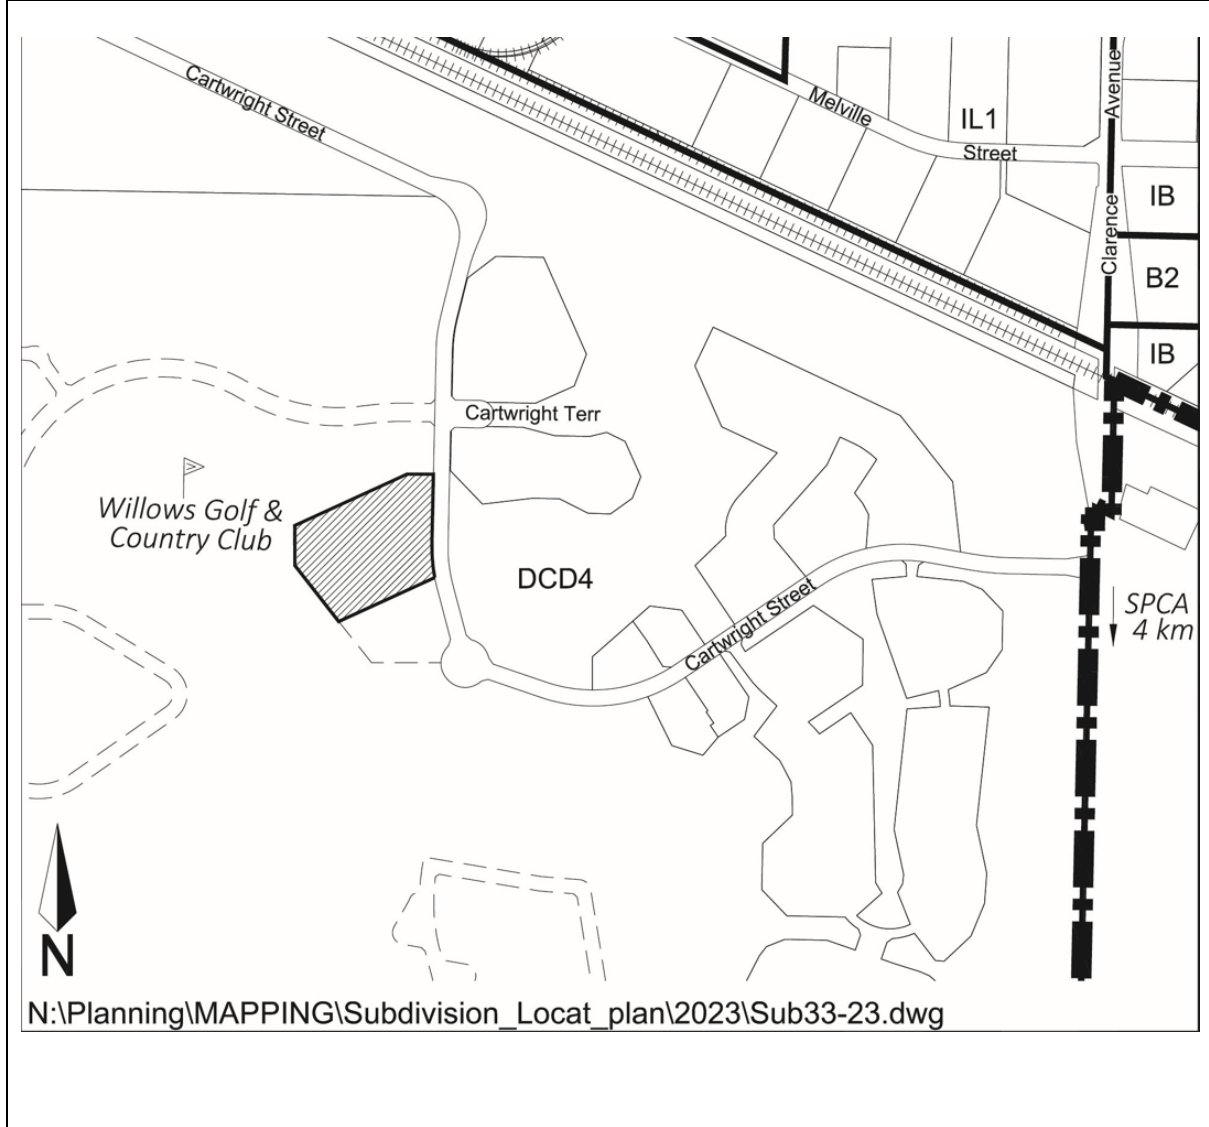 Cartwright Street
Melville
Street
IL1
Avenue
Clarence
IB
B2
IB
Cartwright Terr
Willows Golf &
Country Club
DCD4
Cartwright Street
SPCA
4 km
N
N:\Planning\MAPPING\Subdivision_Locat_plan\2023\Sub33-23.dwg